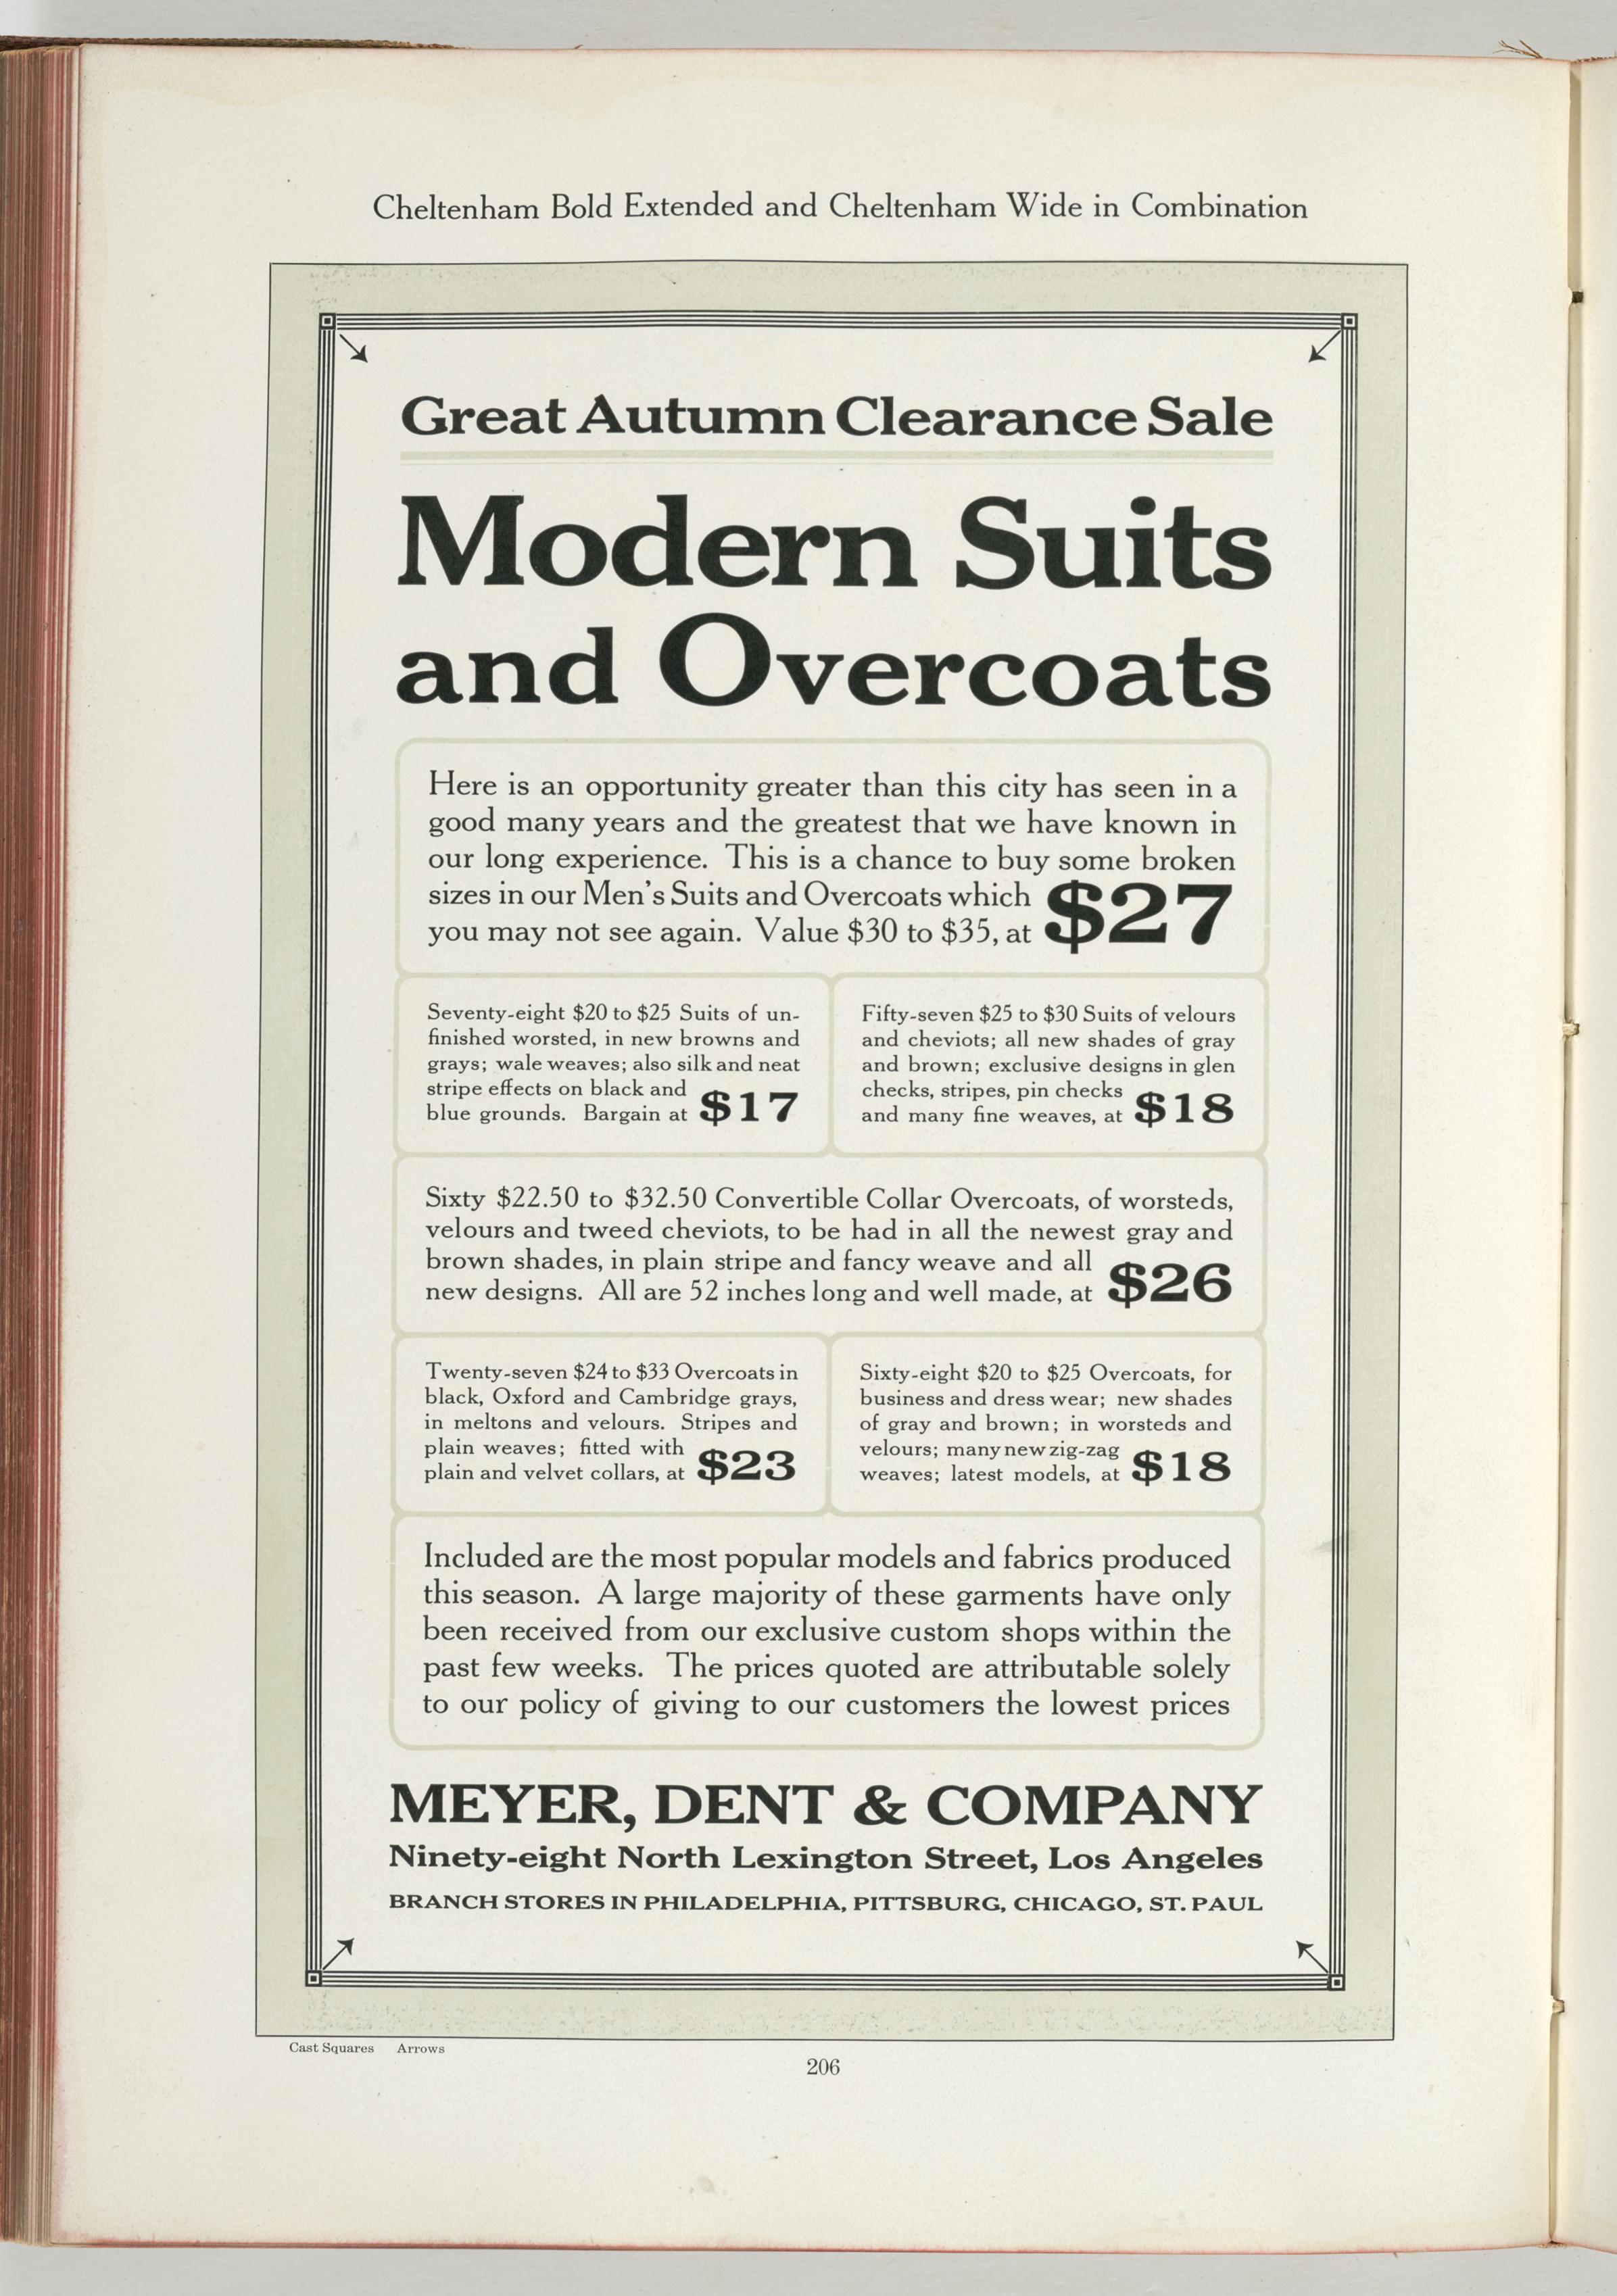 Cheltenham Bold Extended and Cheltenham Wide in Combination
Great Autumn Clearance Sale
Modern Suits
and Overcoats
Here is an opportunity greater than this city has seen in a
good many years and the greatest that we have known in
our long experience. This is a chance to buy some broken
sizes in our Men's Suits and Overcoats which
you may not see again. Value $30 to $35, at $27
Seventy-eight $20 to $25 Suits of un-
finished worsted, in new browns and
grays; wale weaves; also silk and neat
stripe effects on black and
blue grounds. Bargain at $17
Fifty-seven $25 to $30 Suits of velours
and cheviots; all new shades of gray
and brown; exclusive designs in glen
checks, stripes, pin checks
and many fine weaves, at $18
Sixty $22.50 to $32.50 Convertible Collar Overcoats, of worsteds,
velours and tweed cheviots, to be had in all the newest gray and
brown shades, in plain stripe and fancy weave and all
new designs. All are 52 inches long and well made, at $26
Twenty-seven $24 to $33 Overcoats in
black, Oxford and Cambridge grays,
in meltons and velours. Stripes and
plain weaves; fitted with
plain and velvet collars, at $23
Sixty-eight $20 to $25 Overcoats, for
business and dress wear; new shades
of gray and brown; in worsteds and
velours; many new zig-zag
weaves; latest models, at $18
Included are the most popular models and fabrics produced
this season. A large majority of these garments have only
been received from our exclusive custom shops within the
past few weeks. The prices quoted are attributable solely
to our policy of giving to our customers the lowest prices
MEYER, DENT & COMPANY
Ninety-eight North Lexington Street, Los Angeles
BRANCH STORES IN PHILADELPHIA, PITTSBURG, CHICAGO, ST. PAUL
Cast Squares Arrows
206